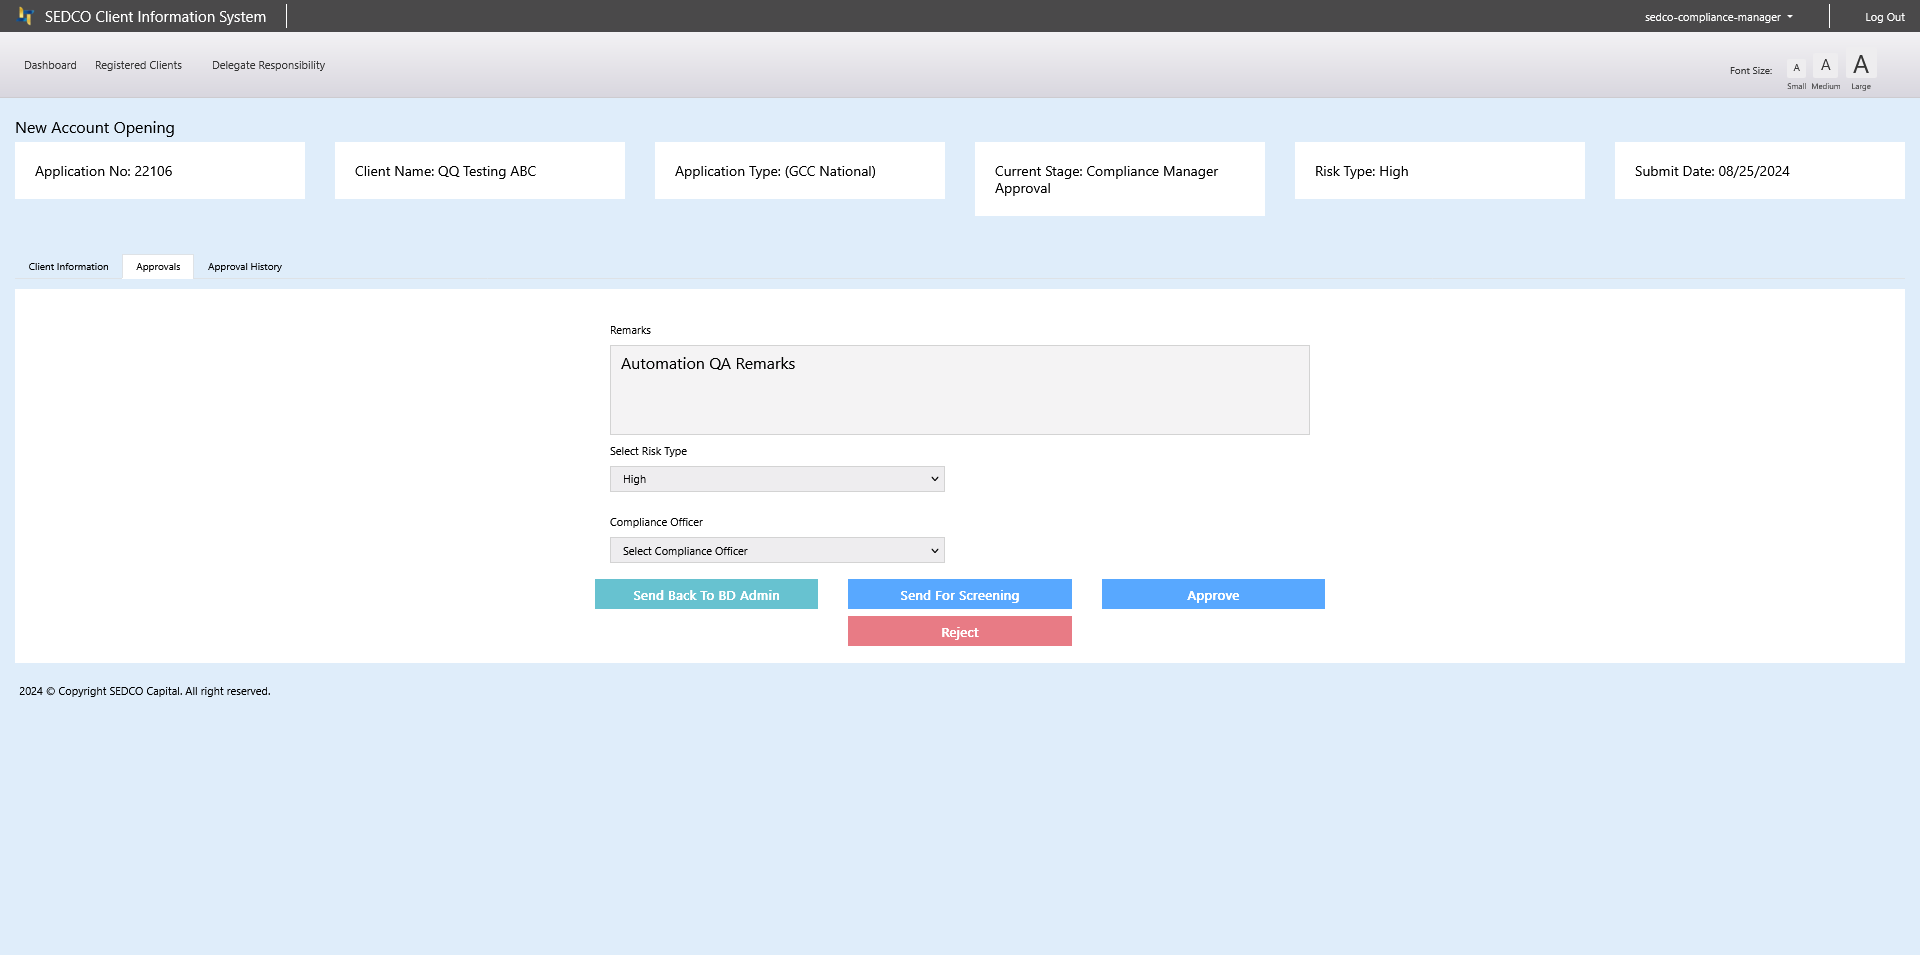 SEDCO Client Information System
sedco-compliance-manager
Log Out
Dashboard
Registered Clients
Delegate Responsibility
Font Size:
A
A
A
Small
Medium
Large
New Account Opening
Application No: 22106
Client Name: QQ Testing ABC
Application Type: (GCC National)
Current Stage: Compliance Manager
Approval
Risk Type: High
Submit Date: 08/25/2024
Client Information
Approvals
Approval History
Remarks
Automation QA Remarks
Select Risk Type
High
Compliance Officer
Select Compliance Officer
Send Back To BD Admin
Send For Screening
Approve
Reject
2024 © Copyright SEDCO Capital. All right reserved.